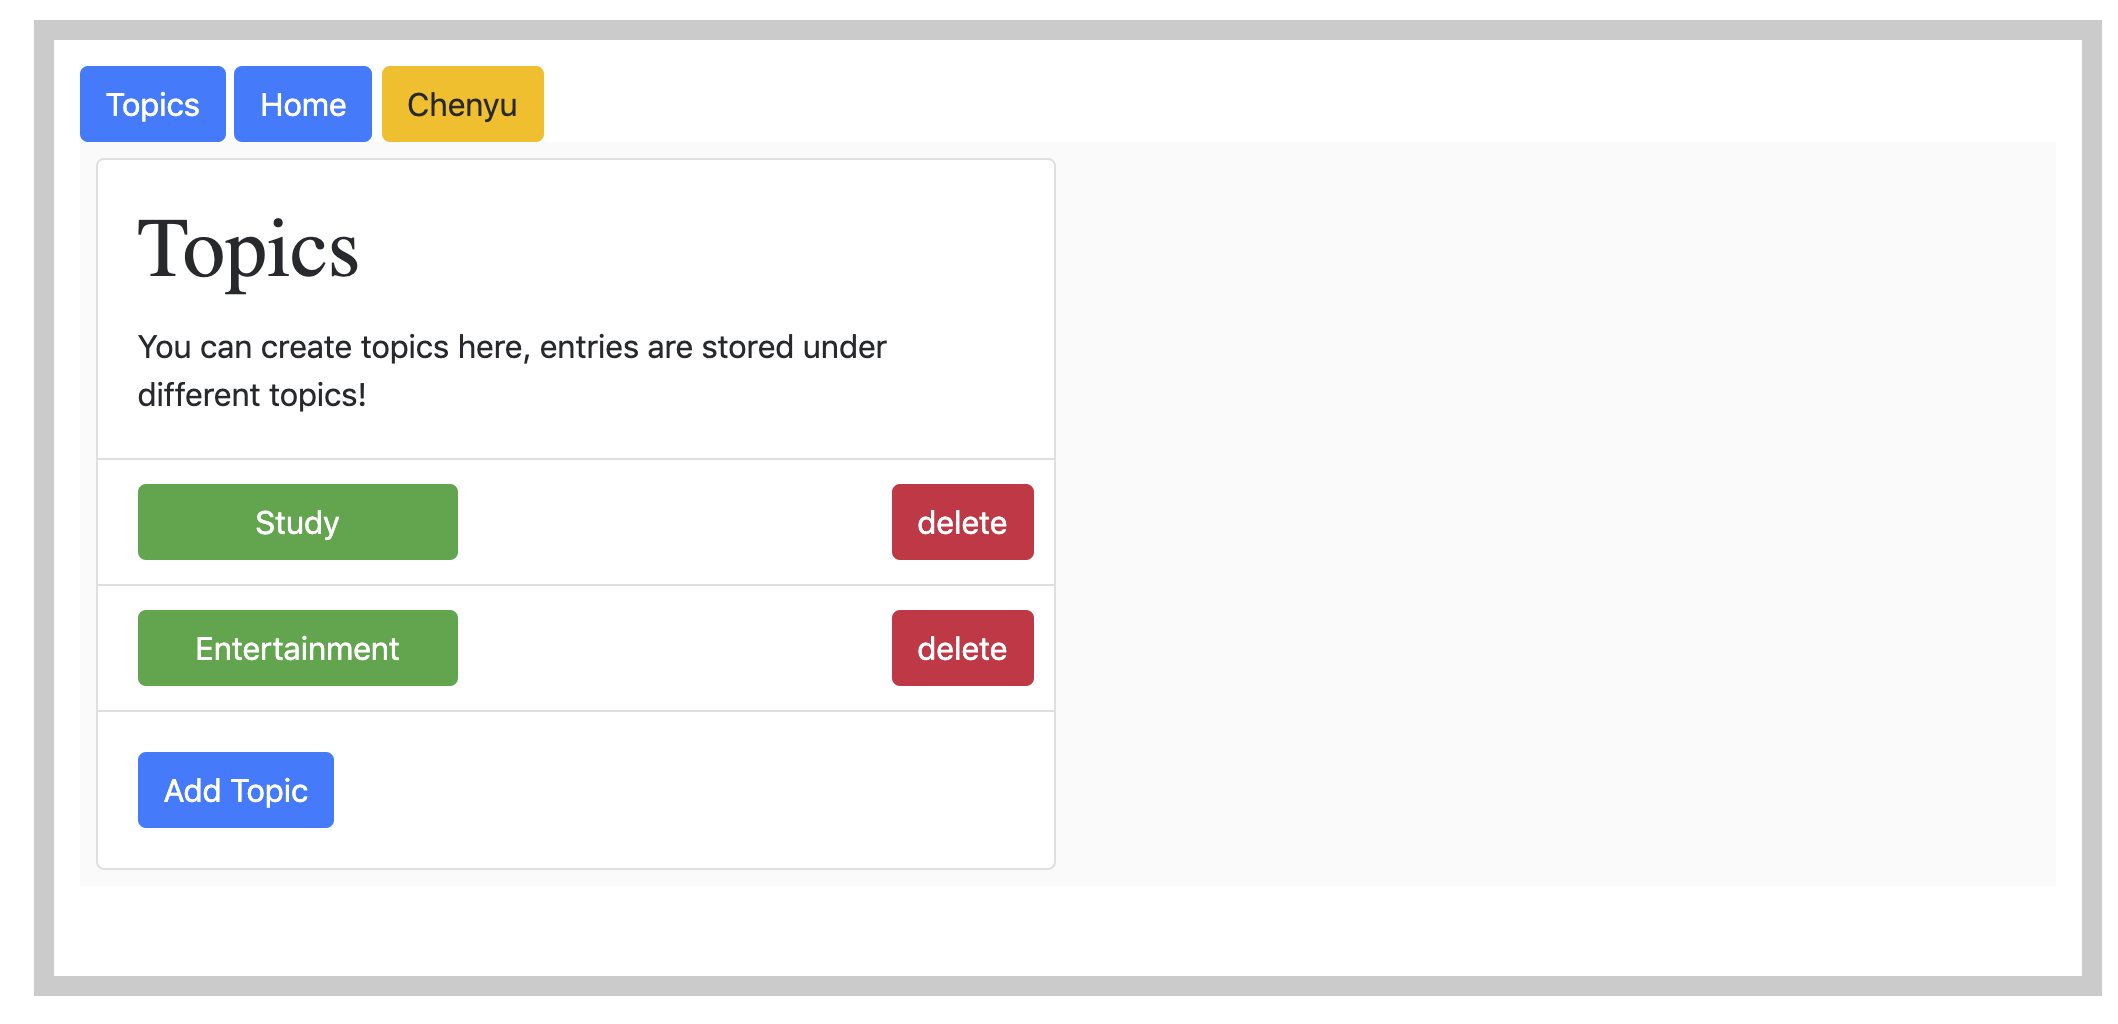 Topics Home Chenyu
Topics
You can create topics here, entries are stored under
different topics!
Study delete
Entertainment delete
Add Topic